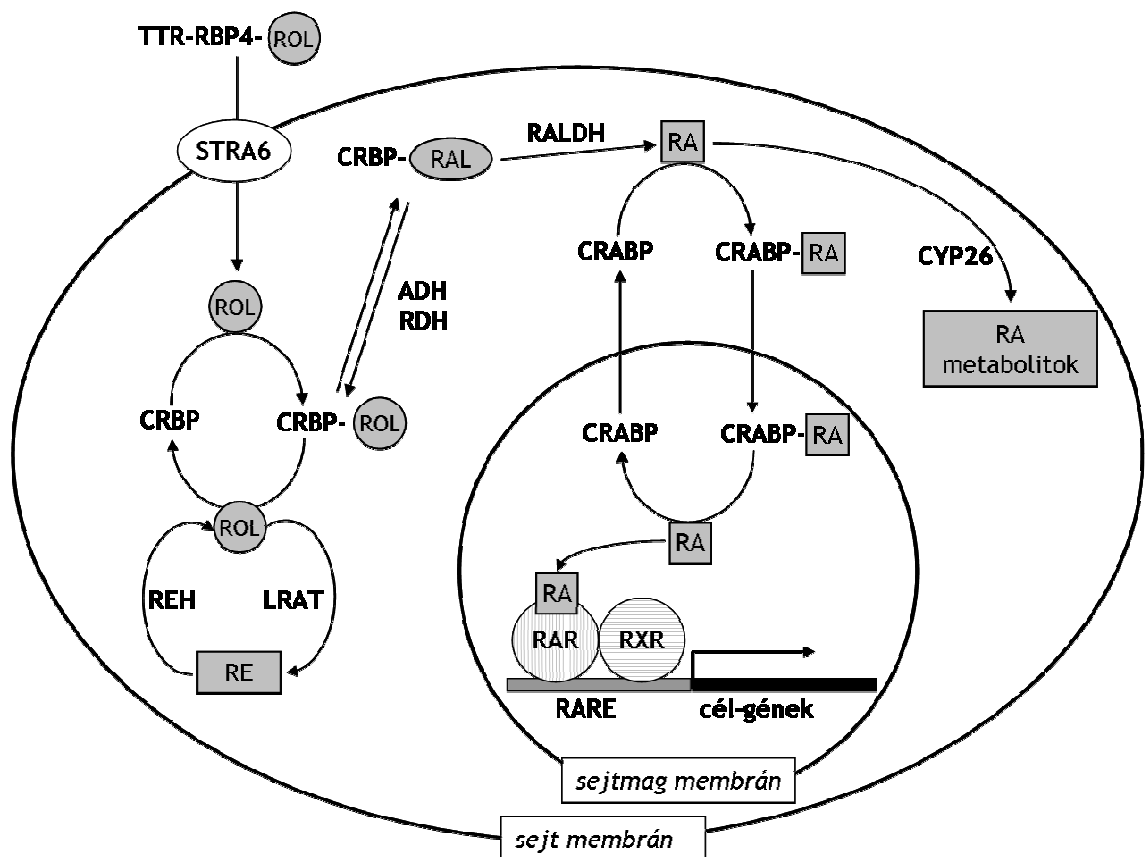 TTR-RBP4- ROL
STRA6
CRBP- RAL
RALDH
RA
CRABP
CRABP- RA
CYP26
ROL
ADH
RDH
RA
metabolitok
CRBP
CRBP- ROL
CRABP
CRABP- RA
ROL
RA
REH
LRAT
RA
RE
RAR
RXR
RARE
cél-gének
sejtmag membrán
sejt membrán